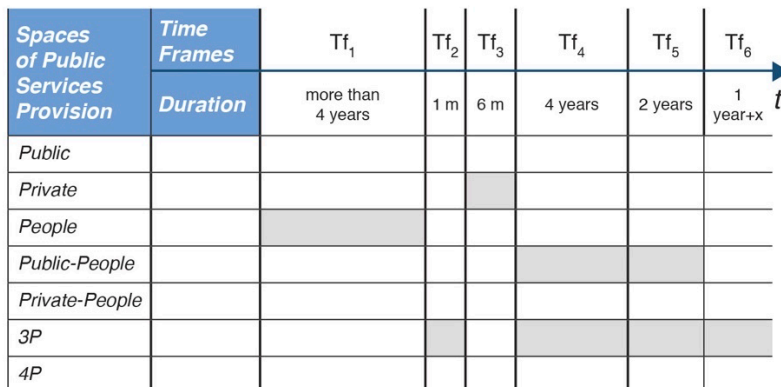 Spaces
of Public
Services
Provision
Time
Frames
Tf1
Tf2
Tf3
Tf4
Tf5
Tf6
Duration
more than
4 years
1 m
6 m
4 years
2 years
1
year+x
t
Public
Private
People
Public-People
Private-People
3P
4P